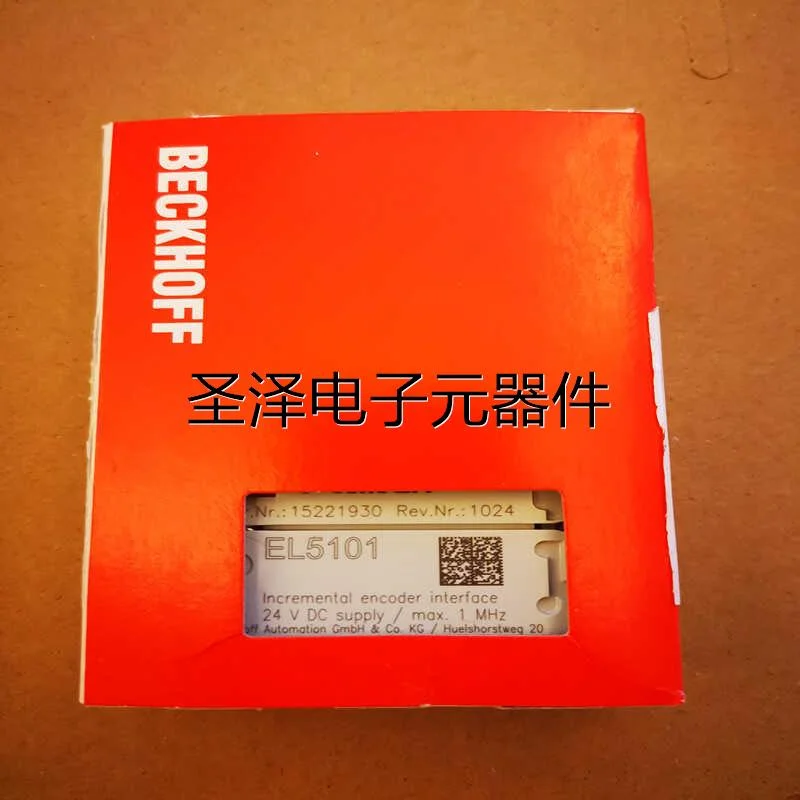 BECKHOFF
圣泽电子元器件
.Nr.:15221930 Rev.Nr.:1024
EL5101
Incremental encoder interface
24 V DC supply / max. 1 MHz
off Automation GmbH & Co. KG / Huelshorstweg 20